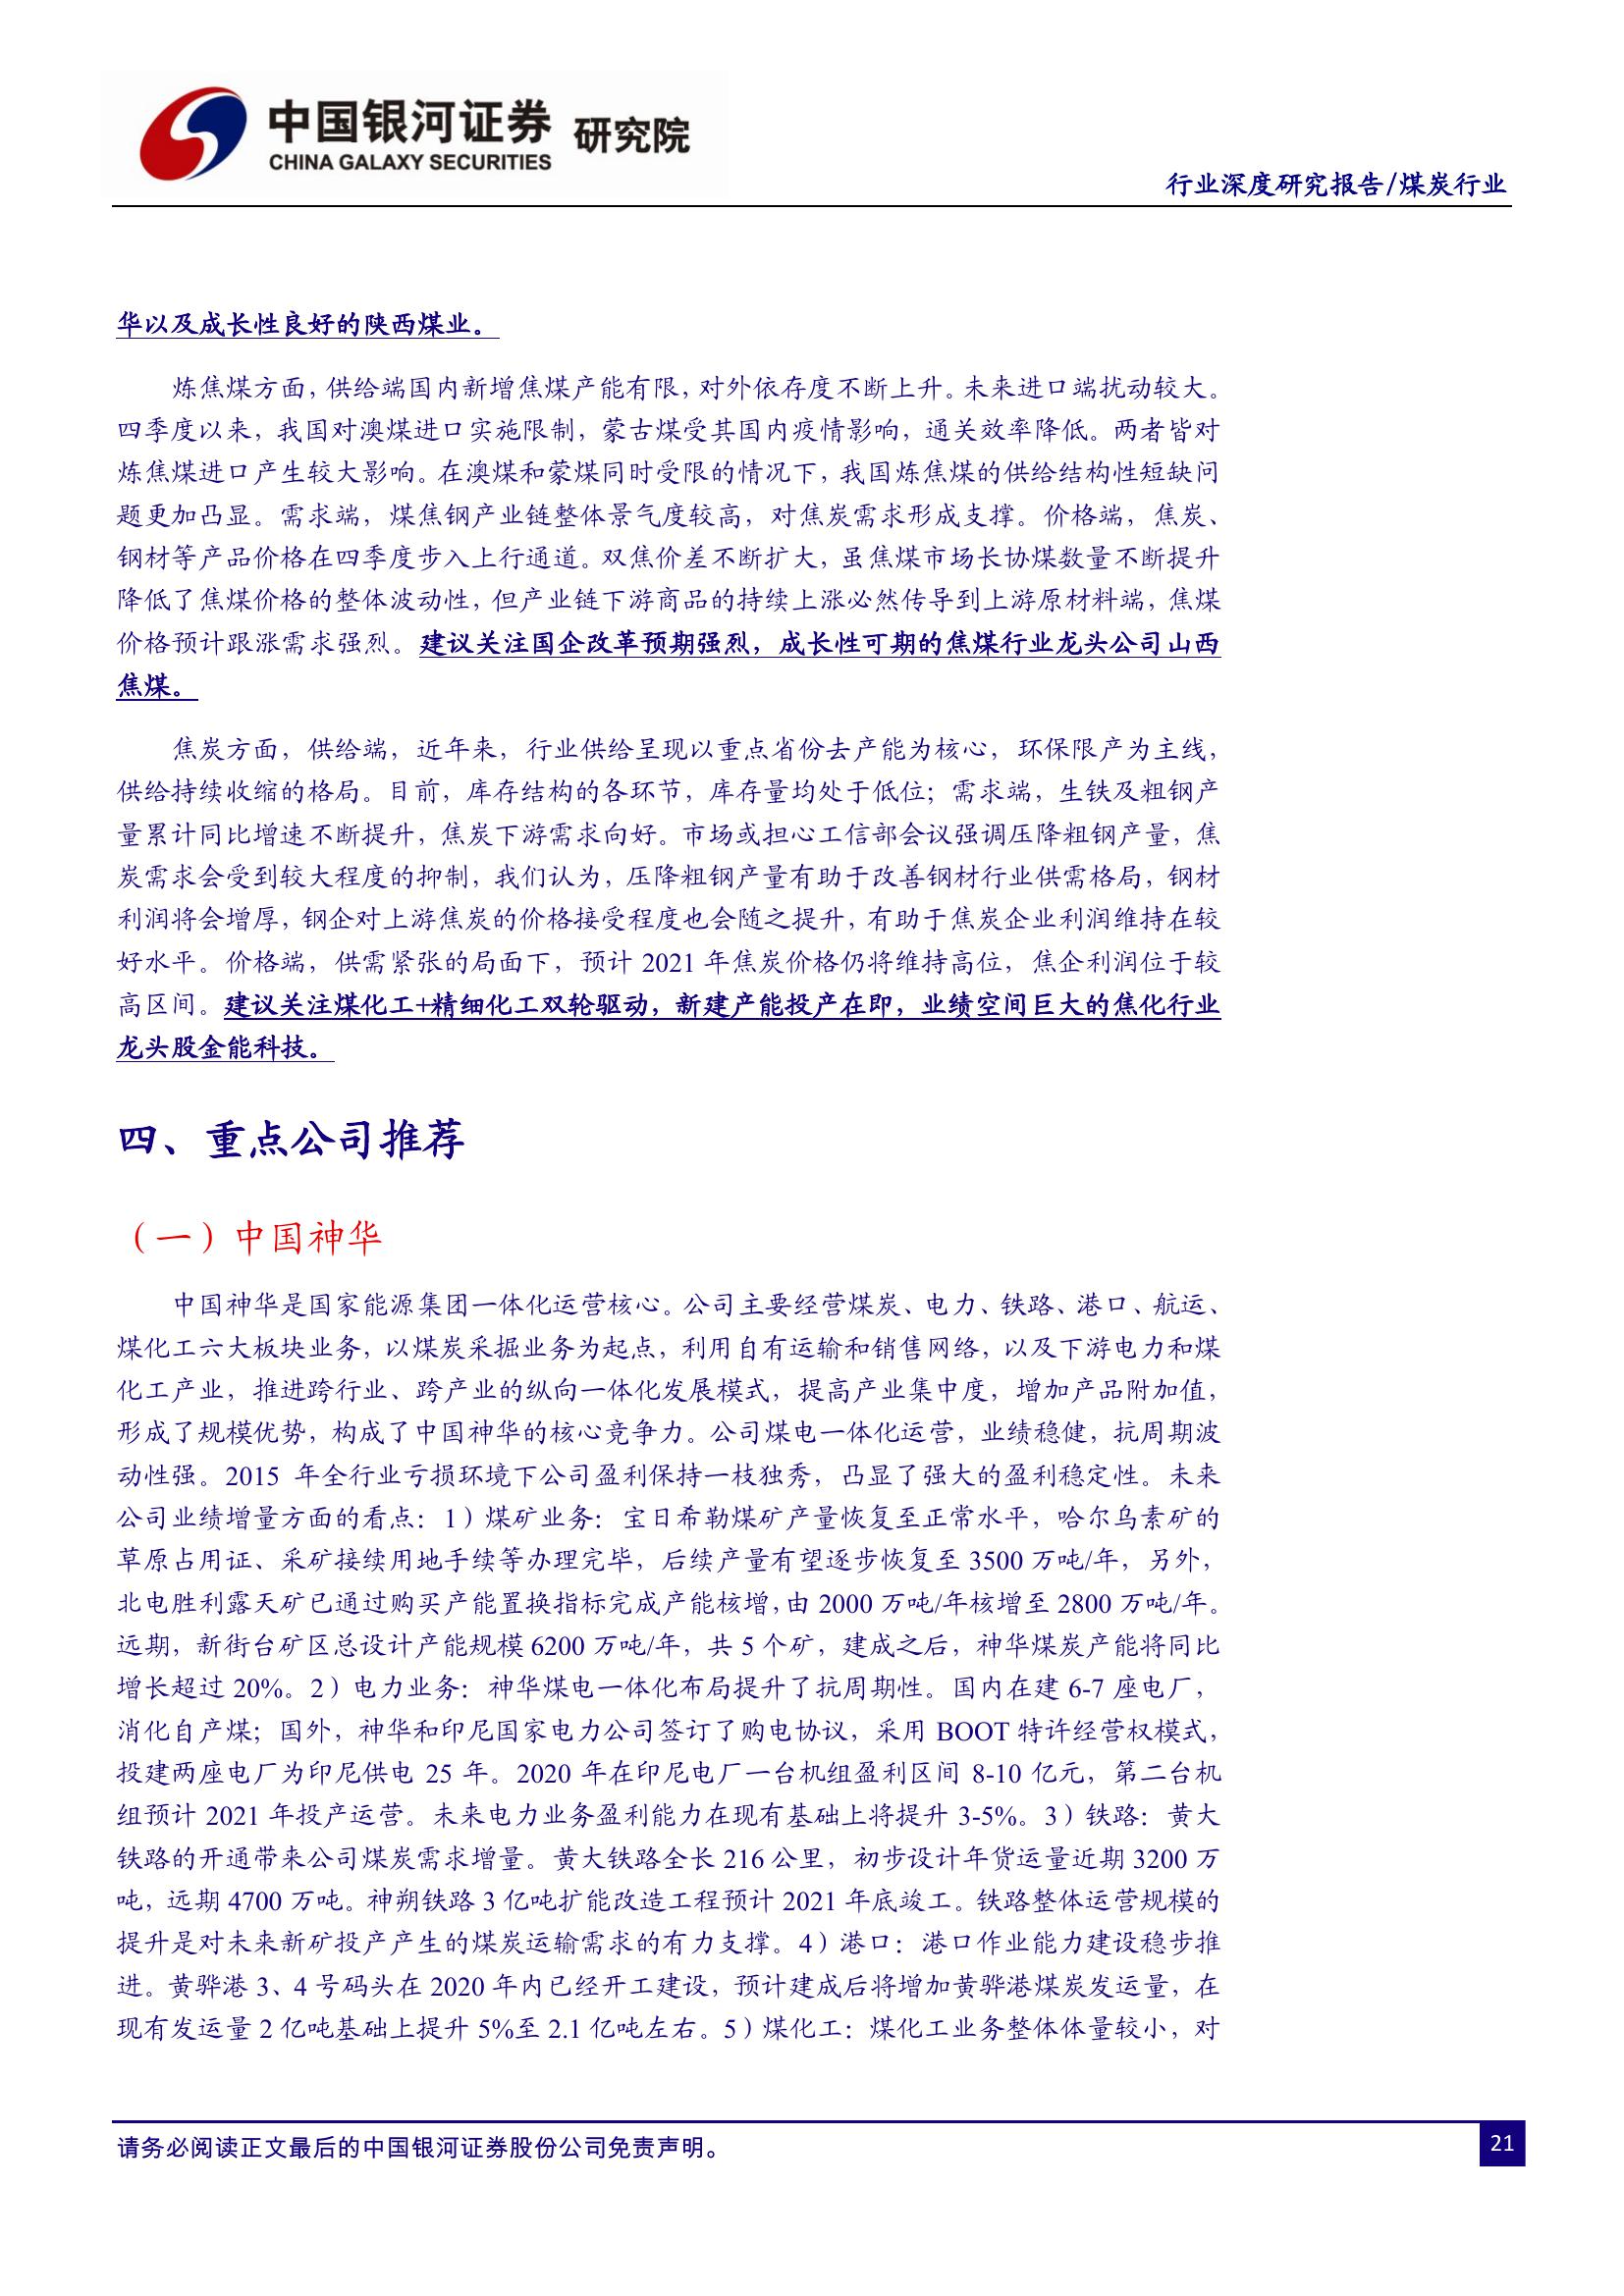 中国银河证券 研究院
CHINA GALAXY SECURITIES
行业深度研究报告/煤炭行业
华以及成长性良好的陕西煤业。
炼焦煤方面，供给端国内新增焦煤产能有限，对外依存度不断上升。未来进口端扰动较大。
四季度以来，我国对澳煤进口实施限制，蒙古煤受其国内疫情影响，通关效率降低。两者皆对
炼焦煤进口产生较大影响。在澳煤和蒙煤同时受限的情况下，我国炼焦煤的供给结构性短缺问
题更加凸显。需求端，煤焦钢产业链整体景气度较高，对焦炭需求形成支撑。价格端，焦炭、
钢材等产品价格在四季度步入上行通道。双焦价差不断扩大，虽焦煤市场长协煤数量不断提升
降低了焦煤价格的整体波动性，但产业链下游商品的持续上涨必然传导到上游原材料端，焦煤
价格预计跟涨需求强烈。建议关注国企改革预期强烈，成长性可期的焦煤行业龙头公司山西
焦煤。
焦炭方面，供给端，近年来，行业供给呈现以重点省份去产能为核心，环保限产为主线，
供给持续收缩的格局。目前，库存结构的各环节，库存量均处于低位；需求端，生铁及粗钢产
量累计同比增速不断提升，焦炭下游需求向好。市场或担心工信部会议强调压降粗钢产量，焦
炭需求会受到较大程度的抑制，我们认为，压降粗钢产量有助于改善钢材行业供需格局，钢材
利润将会增厚，钢企对上游焦炭的价格接受程度也会随之提升，有助于焦炭企业利润维持在较
好水平。价格端，供需紧张的局面下，预计 2021 年焦炭价格仍将维持高位，焦企利润位于较
高区间。建议关注煤化工+精细化工双轮驱动，新建产能投产在即，业绩空间巨大的焦化行业
龙头股金能科技。
四、重点公司推荐
（一）中国神华
中国神华是国家能源集团一体化运营核心。公司主要经营煤炭、电力、铁路、港口、航运、
煤化工六大板块业务，以煤炭采掘业务为起点，利用自有运输和销售网络，以及下游电力和煤
化工产业，推进跨行业、跨产业的纵向一体化发展模式，提高产业集中度，增加产品附加值，
形成了规模优势，构成了中国神华的核心竞争力。公司煤电一体化运营，业绩稳健，抗周期波
动性强。2015 年全行业亏损环境下公司盈利保持一枝独秀，凸显了强大的盈利稳定性。未来
公司业绩增量方面的看点：1）煤矿业务：宝日希勒煤矿产量恢复至正常水平，哈尔乌素矿的
草原占用证、采矿接续用地手续等办理完毕，后续产量有望逐步恢复至 3500 万吨/年，另外，
北电胜利露天矿已通过购买产能置换指标完成产能核增，由 2000 万吨/年核增至 2800 万吨/年。
远期，新街台矿区总设计产能规模 6200 万吨/年，共 5 个矿，建成之后，神华煤炭产能将同比
增长超过 20%。2）电力业务：神华煤电一体化布局提升了抗周期性。国内在建 6-7 座电厂，
消化自产煤；国外，神华和印尼国家电力公司签订了购电协议，采用 BOOT 特许经营权模式，
投建两座电厂为印尼供电 25 年。2020 年在印尼电厂一台机组盈利区间 8-10 亿元，第二台机
组预计 2021 年投产运营。未来电力业务盈利能力在现有基础上将提升 3-5%。3）铁路：黄大
铁路的开通带来公司煤炭需求增量。黄大铁路全长 216 公里，初步设计年货运量近期 3200 万
吨，远期 4700 万吨。神朔铁路 3 亿吨扩能改造工程预计 2021 年底竣工。铁路整体运营规模的
提升是对未来新矿投产产生的煤炭运输需求的有力支撑。4）港口：港口作业能力建设稳步推
进。黄骅港 3、4 号码头在 2020 年内已经开工建设，预计建成后将增加黄骅港煤炭发运量，在
现有发运量 2 亿吨基础上提升 5%至 2.1 亿吨左右。5）煤化工：煤化工业务整体体量较小，对
请务必阅读正文最后的中国银河证券股份公司免责声明。
21